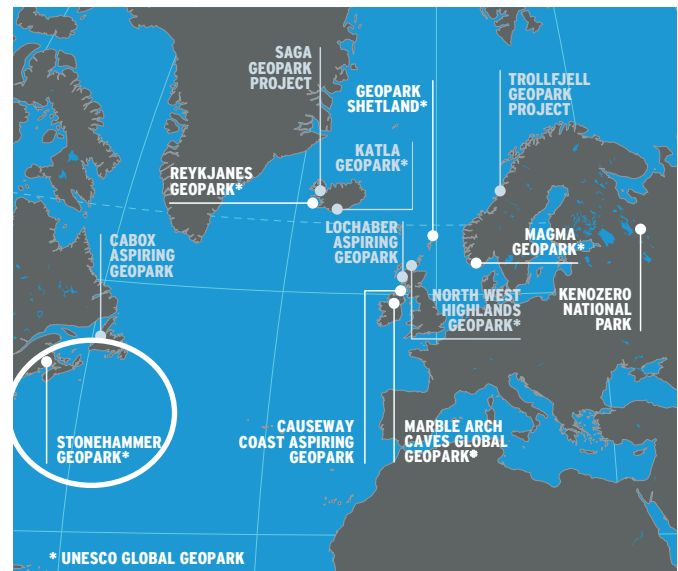 SAGA
GEOPARK
PROJECT
GEOPARK
SHETLAND*
TROLLFJELL
GEOPARK
PROJECT
KATLA
GEOPARK*
REYKJANES
GEOPARK*
LOCHABER
ASPIRING
GEOPARK
CABOX
ASPIRING
GEOPARK
MAGMA
GEOPARK*
NORTH WEST
HIGHLANDS
GEOPARK*
KENOZERO
NATIONAL
PARK
STONEHAMMER
GEOPARK*
CAUSEWAY
COAST ASPIRING
GEOPARK
MARBLE ARCH
CAVES GLOBAL
GEOPARK*
* UNESCO GLOBAL GEOPARK